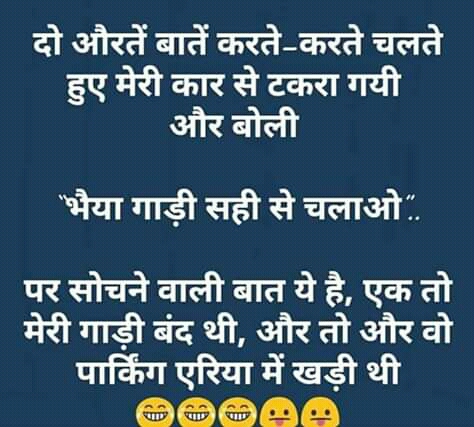 दो औरतें बातें करते-करते चलते
हुए मेरी कार से टकरा गयी
और बोली
"भैया गाड़ी सही से चलाओ"..
पर सोचने वाली बात ये है, एक तो
मेरी गाड़ी बंद थी, और तो और वो
पार्किंग एरिया में खड़ी थी
😁😁😁😛😛